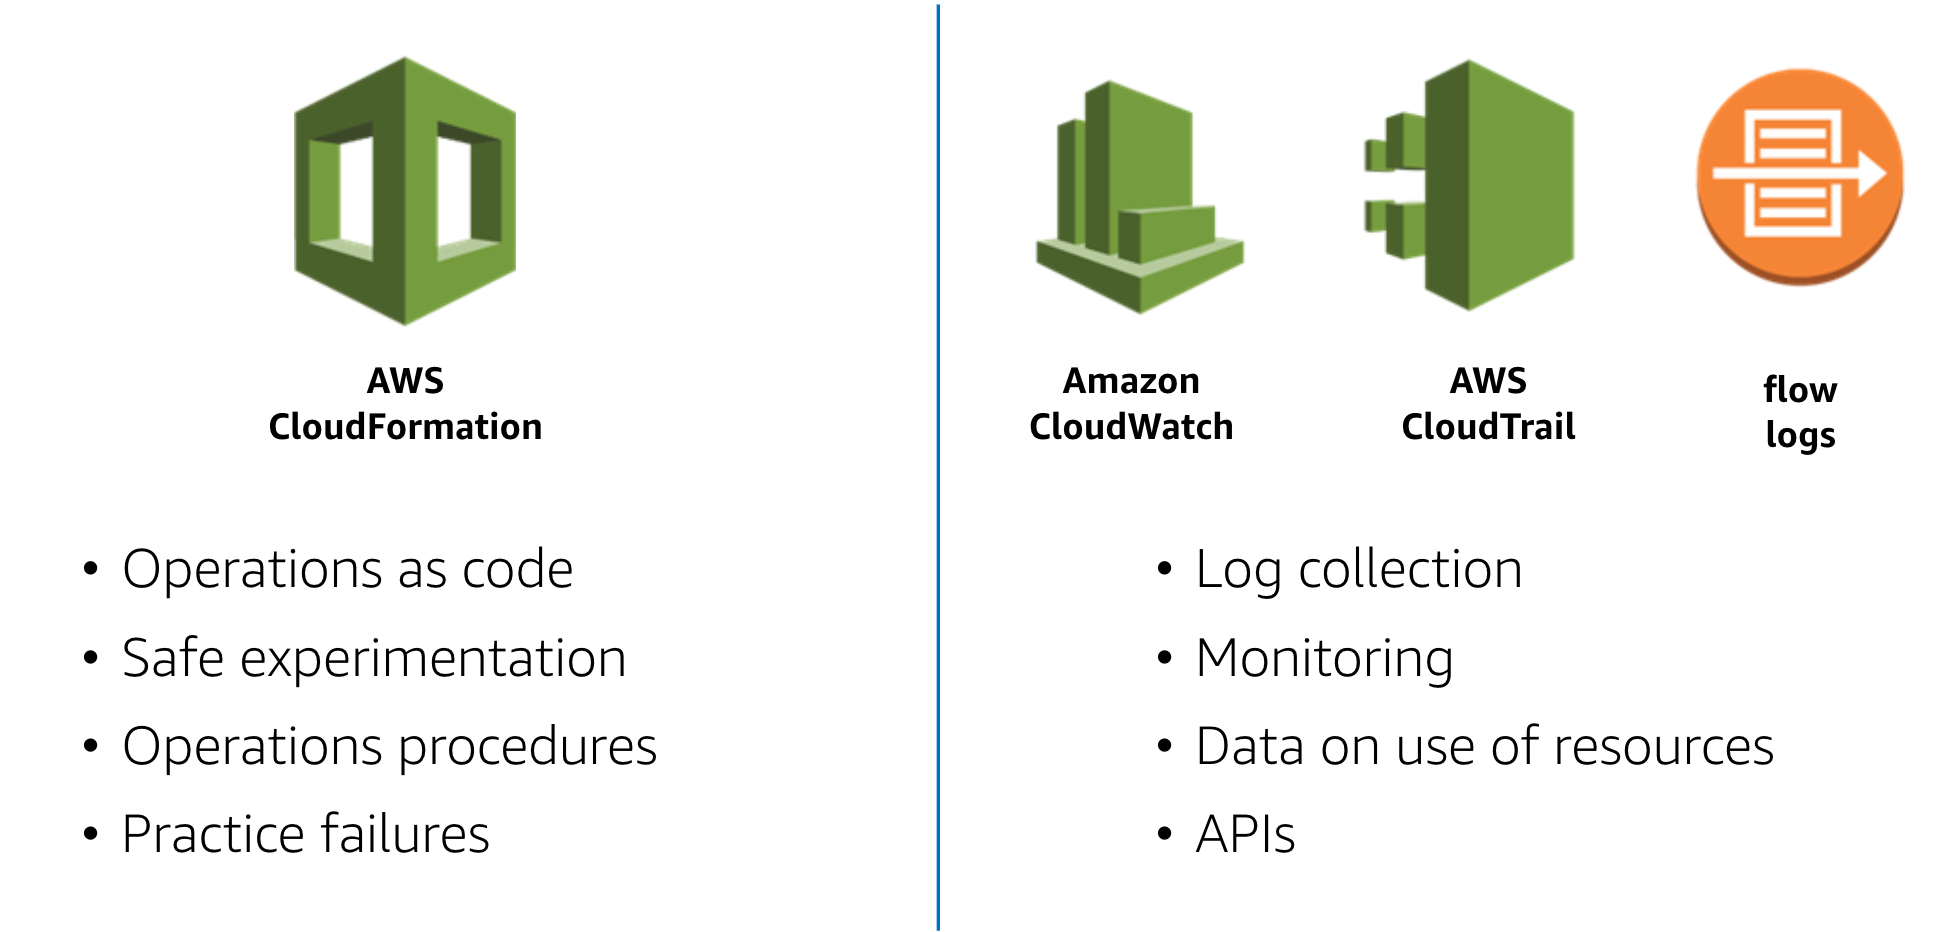 AWS
CloudFormation
• Operations as code
• Safe experimentation
• Operations procedures
• Practice failures
Amazon
CloudWatch
AWS
CloudTrail
flow
logs
• Log collection
• Monitoring
• Data on use of resources
• APIs